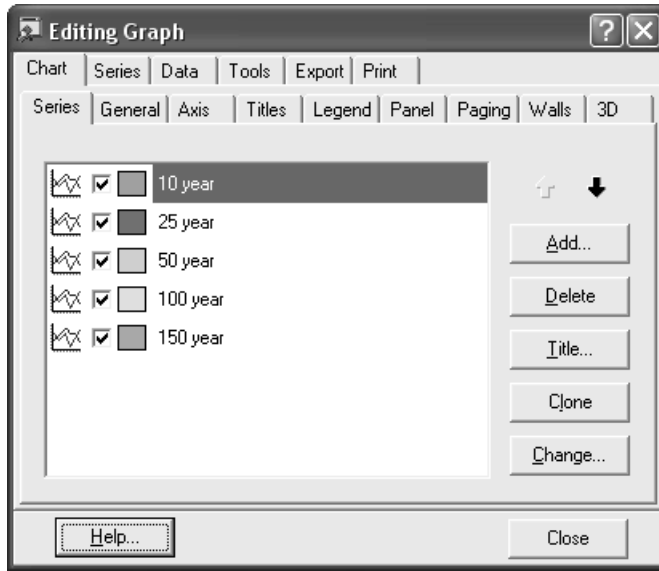 Editing Graph
Chart Series Data Tools Export Print
Series General Axis Titles Legend Panel Paging Walls 3D
10 year
25 year
50 year
100 year
150 year
Add...
Delete
Title...
Clone
Change...
Help...
Close